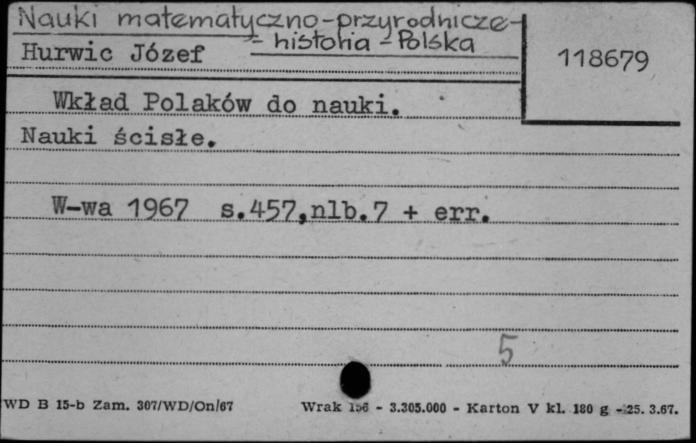 Nauki matematyczno-przyrodnicze-
- historia - Polska
Hurwic Józef
118679
Wkład Polaków do nauki.
Nauki ścisłe.
W-wa 1967 s.457,nlb.7 + err.
5
WD B 15-b Zam. 307/WD/On/67 Wrak 156 - 3.305.000 - Karton V kl. 180 g - 25. 3.67.